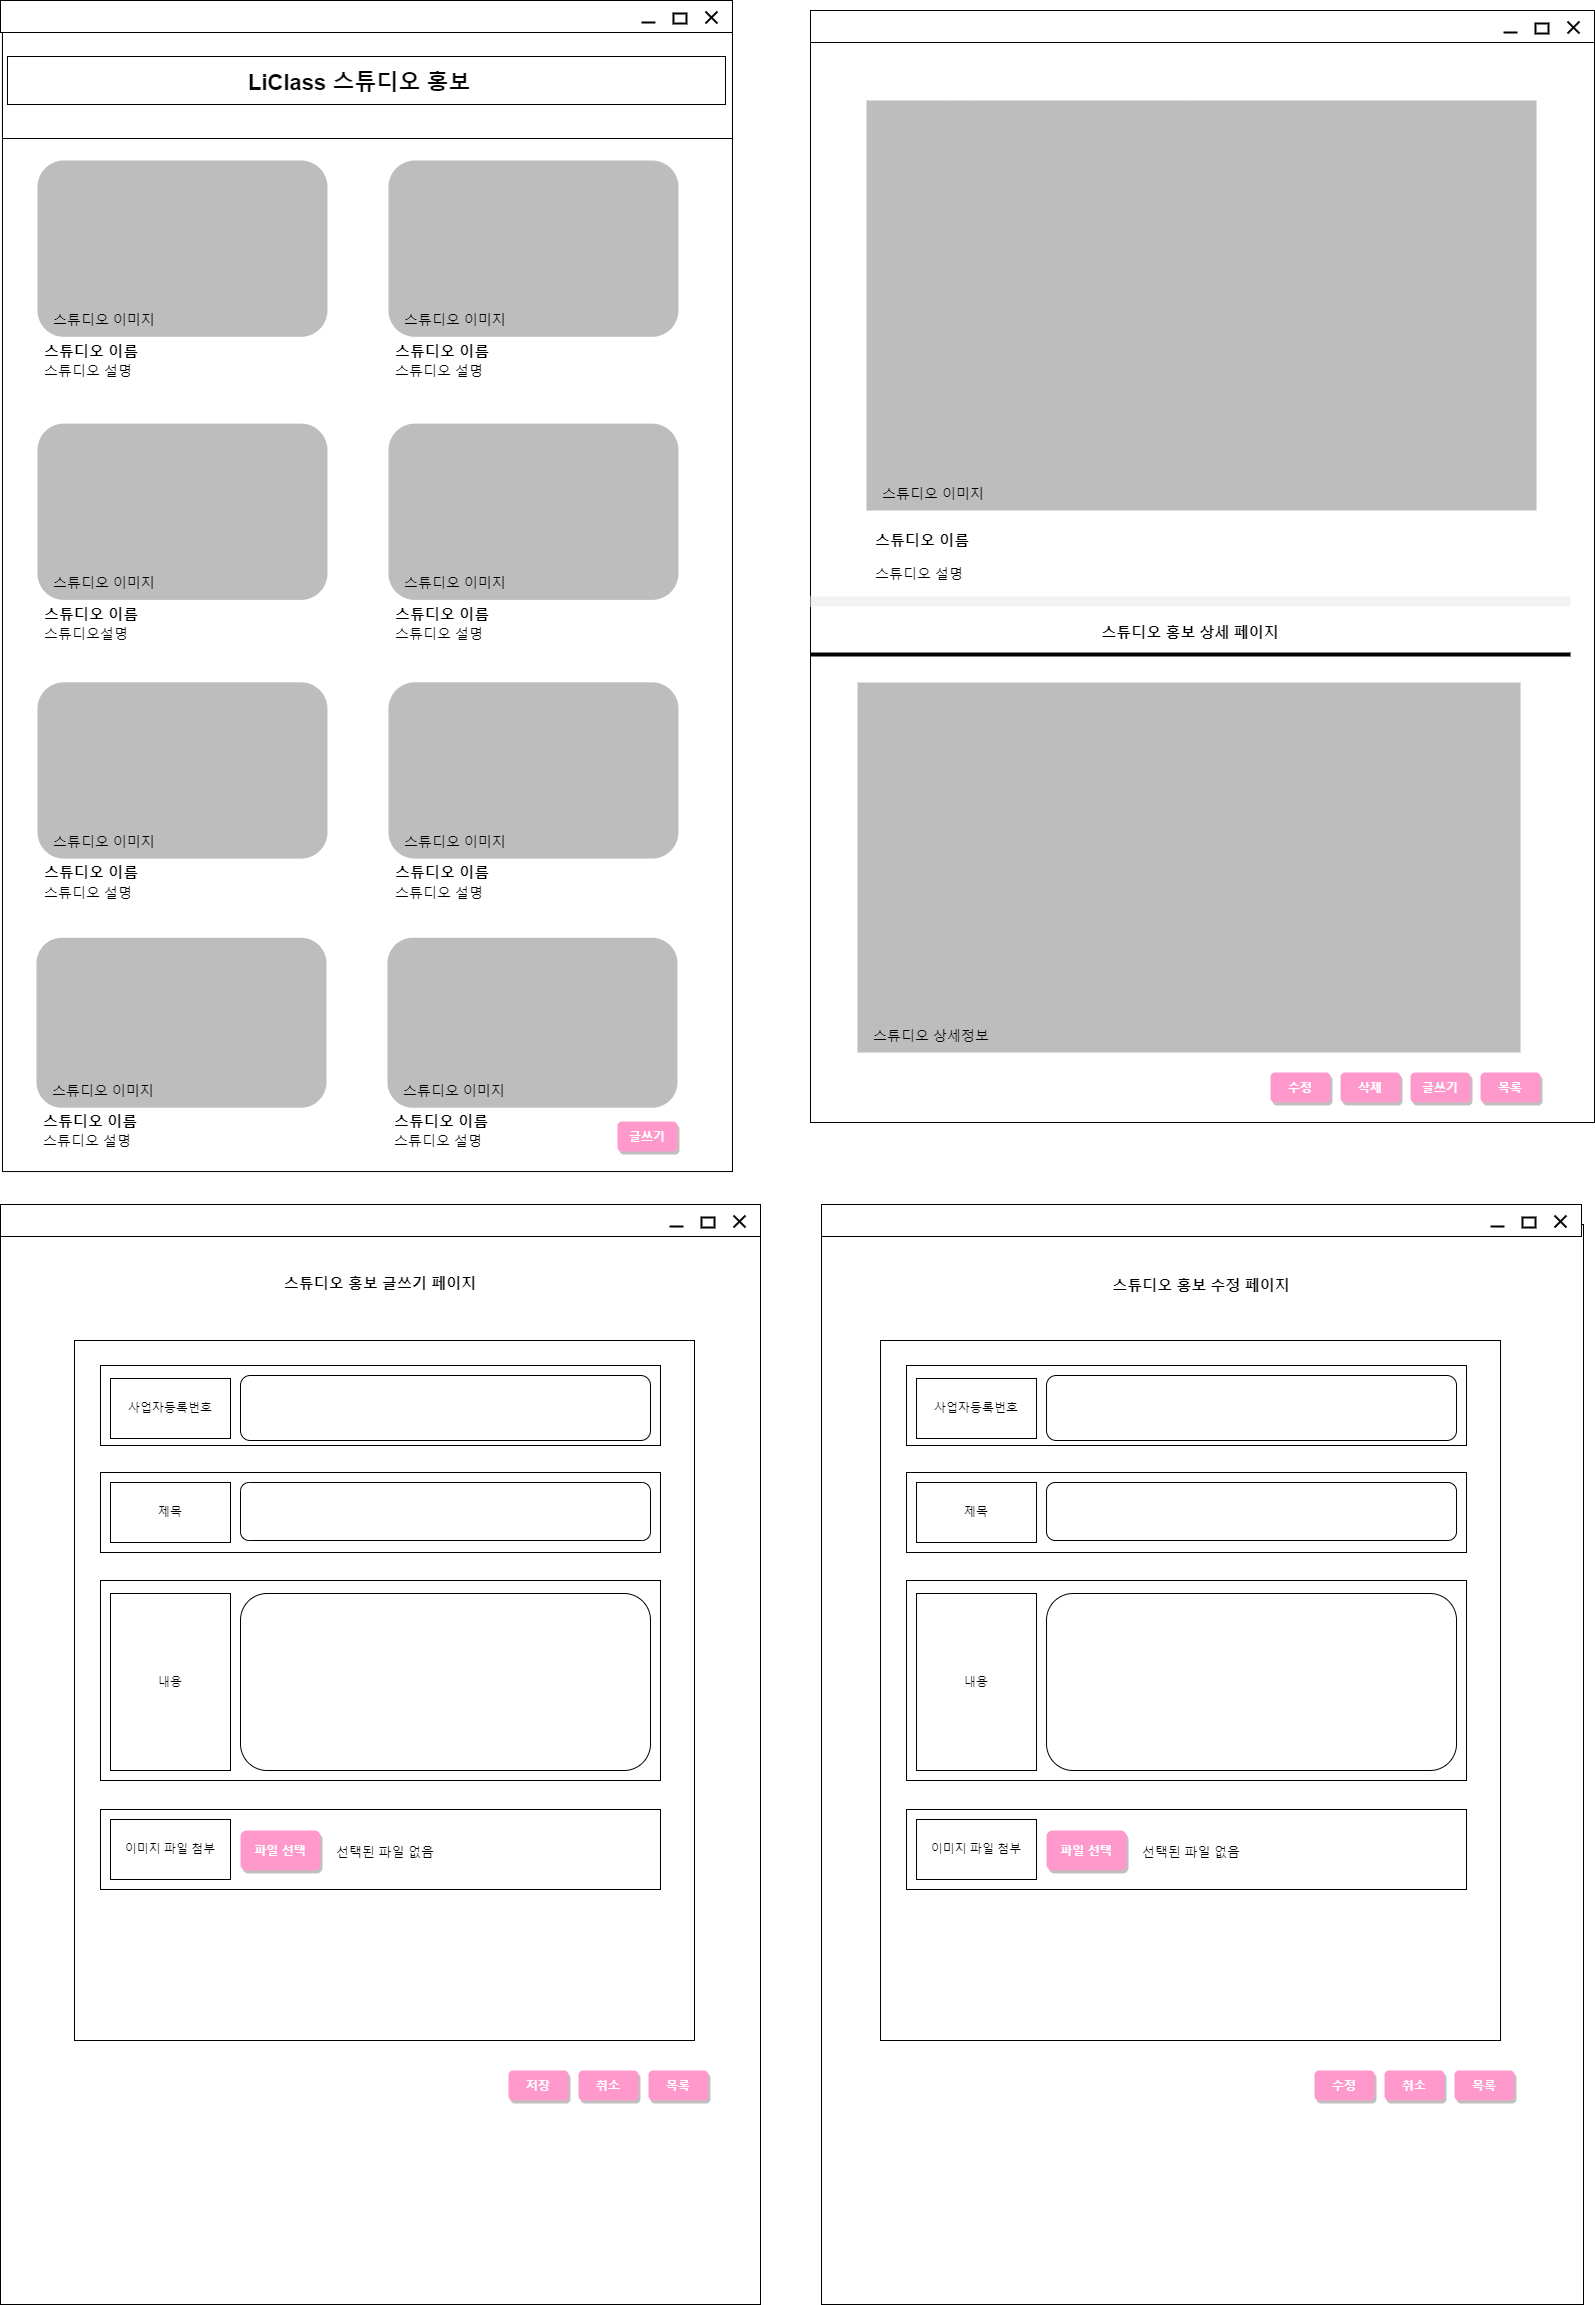 LiClass 스튜디오 홍보
스튜디오 이미지
스튜디오 이름
스튜디오 설명
스튜디오 이미지
스튜디오 이름
스튜디오 설명
스튜디오 이미지
스튜디오 이름
스튜디오설명
스튜디오 이미지
스튜디오 이름
스튜디오 설명
스튜디오 이미지
스튜디오 이름
스튜디오 설명
스튜디오 이미지
스튜디오 이름
스튜디오 설명
스튜디오 이미지
스튜디오 이름
스튜디오 설명
스튜디오 이미지
스튜디오 이름
스튜디오 설명
글쓰기
스튜디오 이미지
스튜디오 이름
스튜디오 설명
스튜디오 홍보 상세 페이지
스튜디오 상세정보
수정
삭제
글쓰기
목록
스튜디오 홍보 글쓰기 페이지
사업자등록번호
제목
내용
이미지 파일 첨부
파일 선택
선택된 파일 없음
저장
취소
목록
스튜디오 홍보 수정 페이지
사업자등록번호
제목
내용
이미지 파일 첨부
파일 선택
선택된 파일 없음
수정
취소
목록